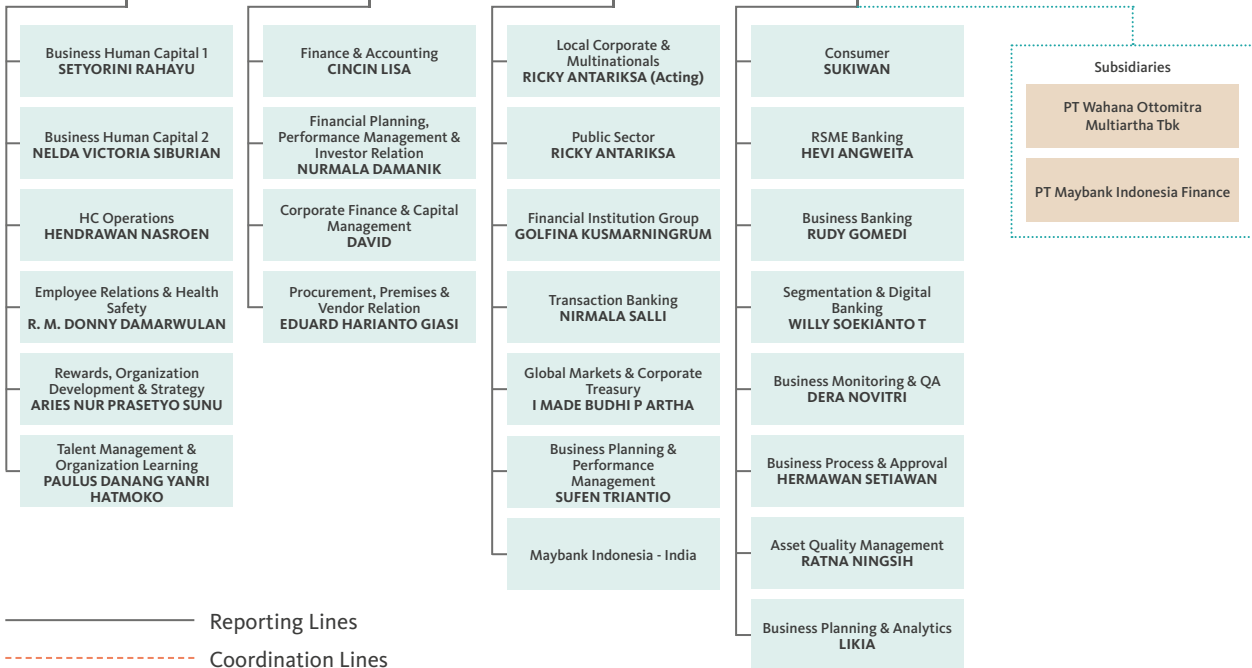 Business Human Capital 1
SETYORINI RAHAYU
Business Human Capital 2
NELDA VICTORIA SIBURIAN
HC Operations
HENDRAWAN NASROEN
Employee Relations & Health
Safety
R. M. DONNY DAMARWULAN
Rewards, Organization
Development & Strategy
ARIES NUR PRASETYO SUNU
Talent Management &
Organization Learning
PAULUS DANANG YANRI
HATMOKO
Finance & Accounting
CINCIN LISA
Financial Planning,
Performance Management &
Investor Relation
NURMALA DAMANIK
Corporate Finance & Capital
Management
DAVID
Procurement, Premises &
Vendor Relation
EDUARD HARIANTO GIASI
Local Corporate &
Multinationals
RICKY ANTARIKSA (Acting)
Public Sector
RICKY ANTARIKSA
Financial Institution Group
GOLFINA KUSMARNINGRUM
Transaction Banking
NIRMALA SALLI
Global Markets & Corporate
Treasury
I MADE BUDHI P ARTHA
Business Planning &
Performance
Management
SUFEN TRIANTIO
Maybank Indonesia - India
Consumer
SUKIWAN
RSME Banking
HEVI ANGWEITA
Business Banking
RUDY GOMEDI
Segmentation & Digital
Banking
WILLY SOEKIANTO T
Business Monitoring & QA
DERA NOVITRI
Business Process & Approval
HERMAWAN SETIAWAN
Asset Quality Management
RATNA NINGSIH
Business Planning & Analytics
LIKIA
Subsidiaries
PT Wahana Ottomitra
Multiartha Tbk
PT Maybank Indonesia Finance
Reporting Lines
Coordination Lines